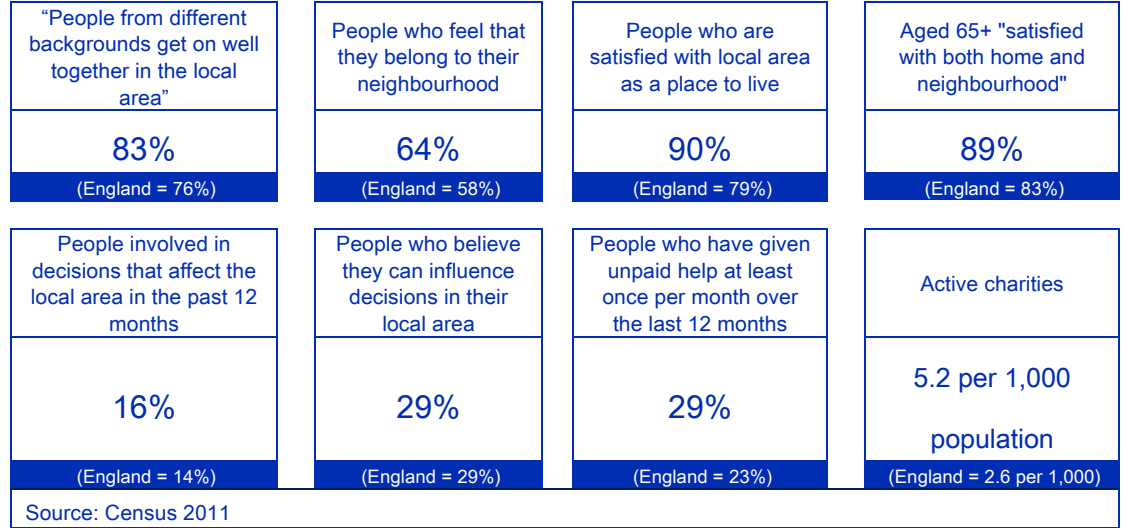 “People from different
backgrounds get on well
together in the local
area”
83%
(England = 76%)
People who feel that
they belong to their
neighbourhood
64%
(England = 58%)
People who are
satisfied with local area
as a place to live
90%
(England = 79%)
Aged 65+ "satisfied
with both home and
neighbourhood"
89%
(England = 83%)
People involved in
decisions that affect the
local area in the past 12
months
16%
(England = 14%)
People who believe
they can influence
decisions in their
local area
29%
(England = 29%)
People who have given
unpaid help at least
once per month over
the last 12 months
29%
(England = 23%)
Active charities
5.2 per 1,000
population
(England = 2.6 per 1,000)
Source: Census 2011